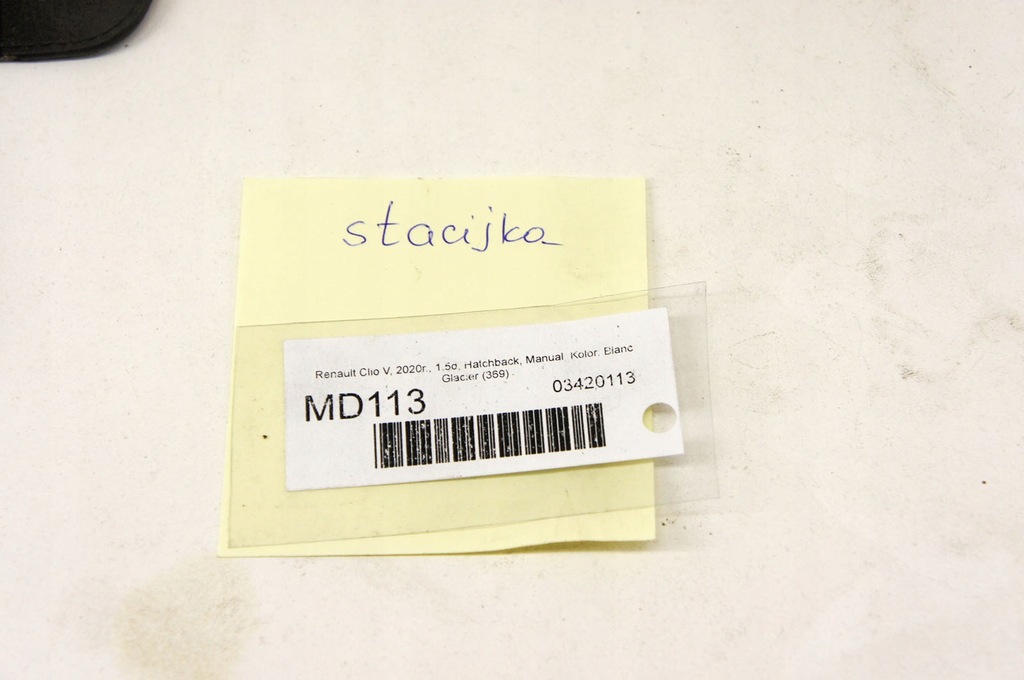 stacijka
Renault Clio V, 2020r., 1.5d, Hatchback, Manual Kolor: Blanc
Glacier (369)
MD113
03420113